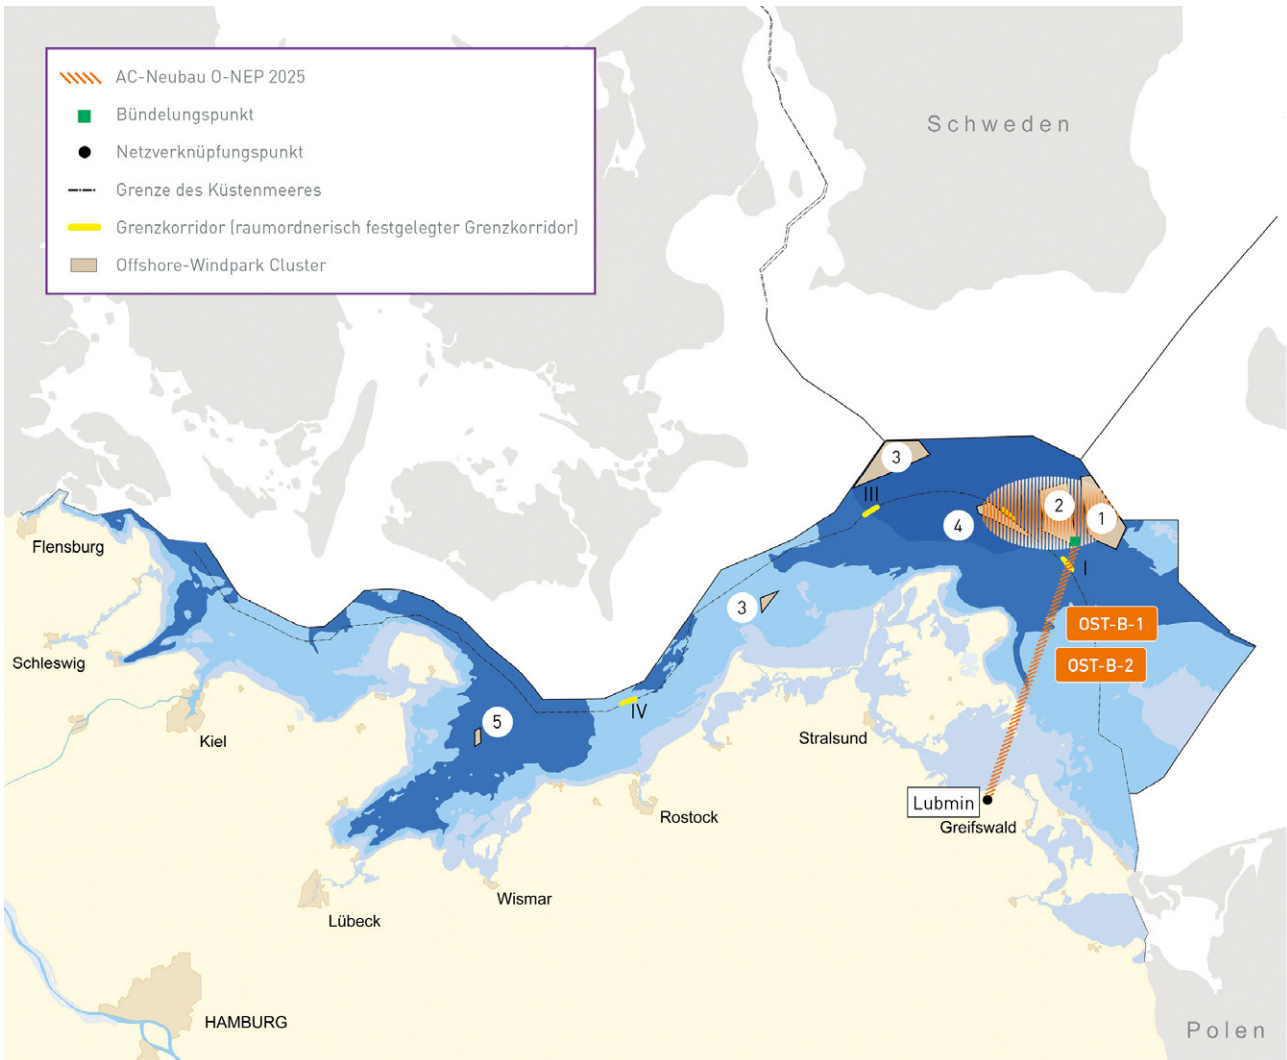 AC-Neubau O-NEP 2025
Bündelungspunkt
Netzverknüpfungspunkt
Grenze des Küstenmeeres
Grenzkorridor (raumordnerisch festgelegter Grenzkorridor)
Offshore-Windpark Cluster
Schweden
3
III
2
1
4
I
Flensburg
3
OST-B-1
OST-B-2
Schleswig
IV
5
Kiel
Stralsund
Lubmin
Rostock
Greifswald
Wismar
Lübeck
HAMBURG
Polen